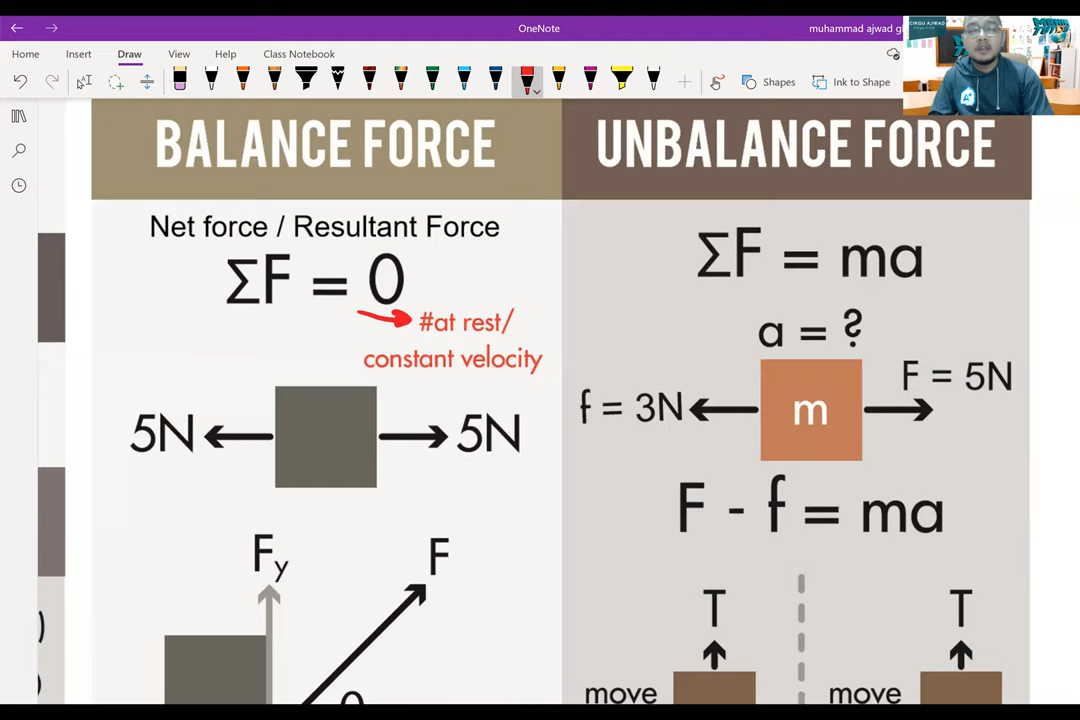 OneNote
muhammad ajwad
CIKGU AJWAD
Home Insert Draw View Help Class Notebook
Shapes Ink to Shape
BALANCE FORCE
Net force / Resultant Force
ΣF = 0
#at rest/
constant velocity
5N 5N
Fy F
θ
UNBALANCE FORCE
ΣF = ma
a = ?
f = 3N m F = 5N
F - f = ma
T T
move move
)